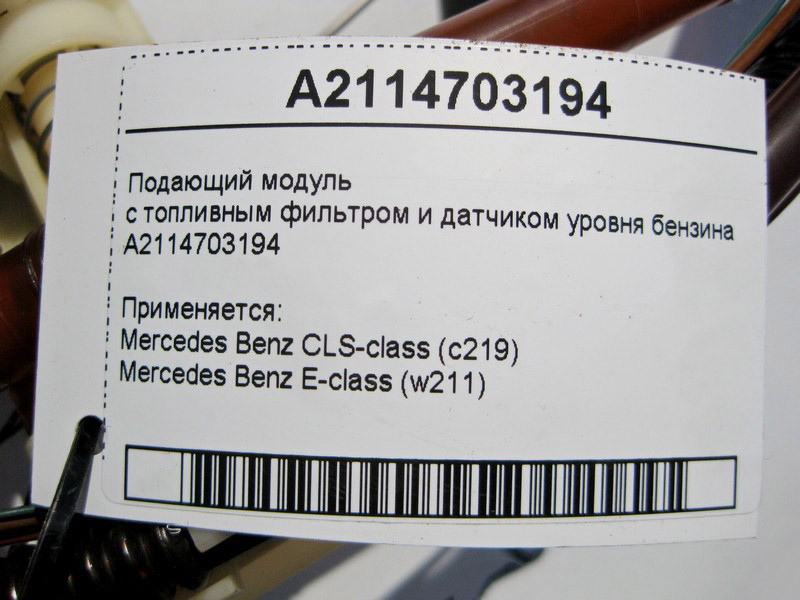 A2114703194
Подающий модуль
с топливным фильтром и датчиком уровня бензина
A2114703194
Применяется:
Mercedes Benz CLS-class (c219)
Mercedes Benz E-class (w211)